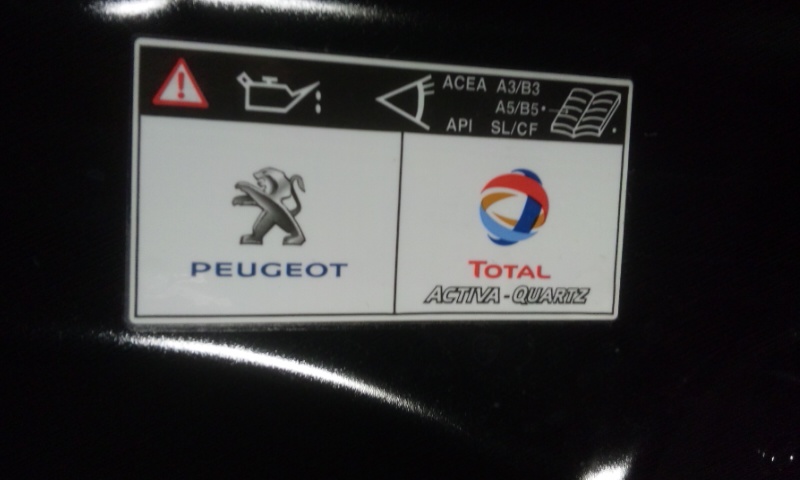 ACEA A3/B3
A5/B5*
API SL/CF
PEUGEOT
TOTAL
ACTIVA - QUARTZ